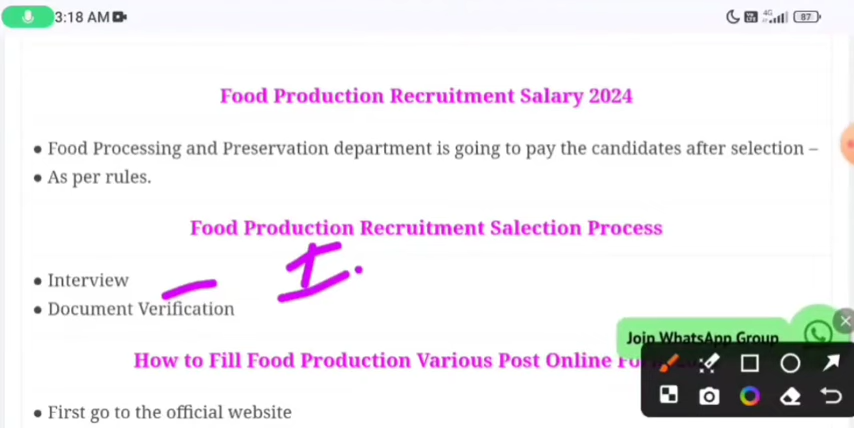 3:18 AM
4G
87
Food Production Recruitment Salary 2024
● Food Processing and Preservation department is going to pay the candidates after selection –
● As per rules.
Food Production Recruitment Salection Process
● Interview
I.
● Document Verification
Join WhatsApp Group
How to Fill Food Production Various Post Online
● First go to the official website